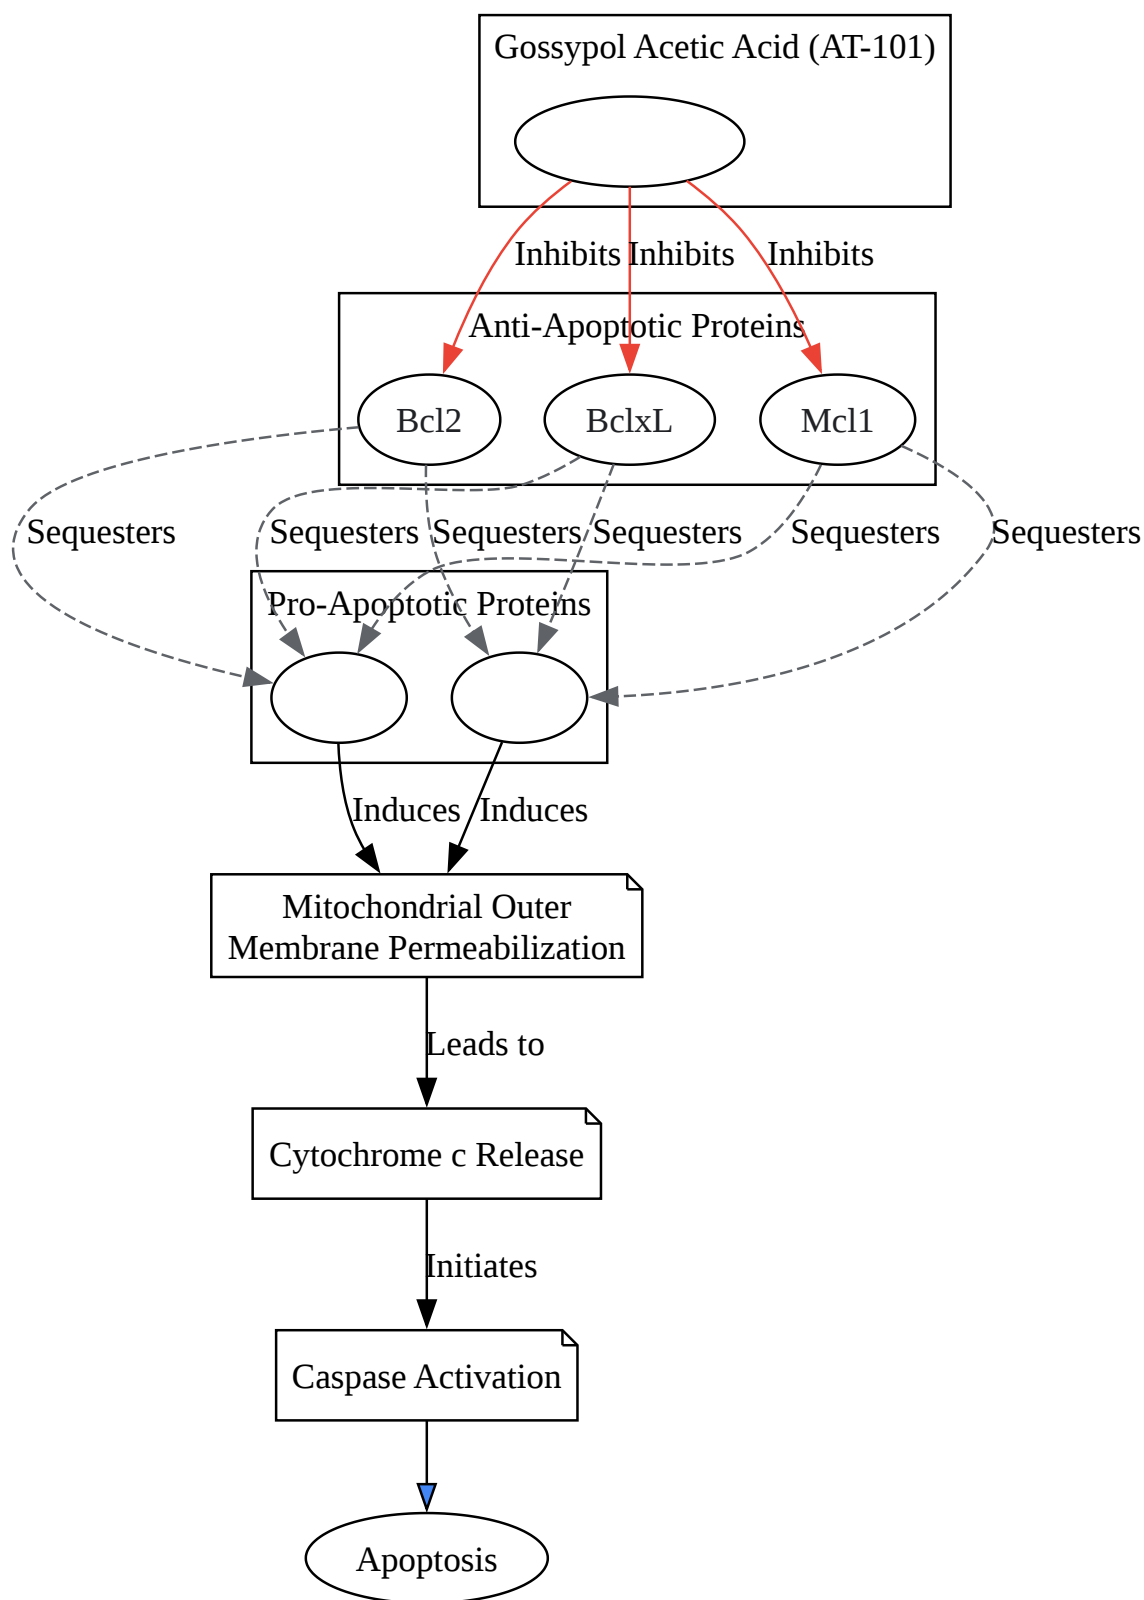 Gossypol Acetic Acid (AT-101)
Inhibits
Inhibits
Inhibits
Anti-Apoptotic Proteins
Bcl2
BclxL
Mcl1
Sequesters
Sequesters
Sequesters
Sequesters
Sequesters
Sequesters
Pro-Apoptotic Proteins
Induces
Induces
Mitochondrial Outer
Membrane Permeabilization
Leads to
Cytochrome c Release
Initiates
Caspase Activation
Apoptosis